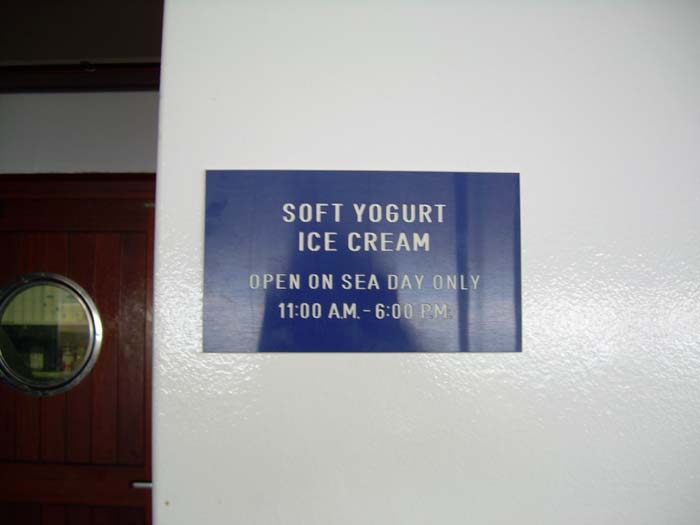 SOFT YOGURT
ICE CREAM
OPEN ON SEA DAY ONLY
11:00 A.M. - 6:00 P.M.